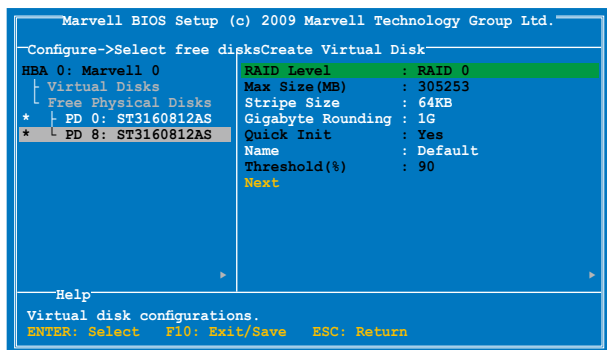 Marvell BIOS Setup (c) 2009 Marvell Technology Group Ltd.
Configure->Select free disksCreate Virtual Disk
HBA 0: Marvell 0
Virtual Disks
Free Physical Disks
* PD 0: ST3160812AS
* PD 8: ST3160812AS
RAID Level : RAID 0
Max Size(MB) : 305253
Stripe Size : 64KB
Gigabyte Rounding : 1G
Quick Init : Yes
Name : Default
Threshold(%) : 90
Next
Help
Virtual disk configurations.
ENTER: Select F10: Exit/Save ESC: Return